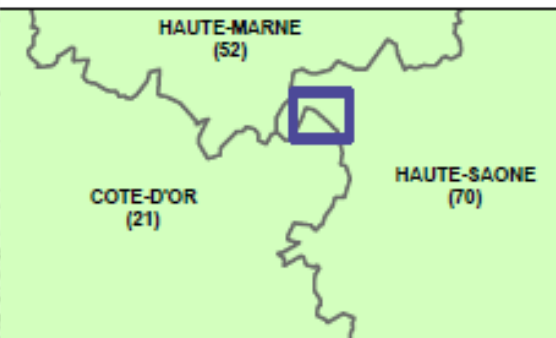 HAUTE-MARNE
(52)
HAUTE-SAONE
(70)
COTE-D'OR
(21)